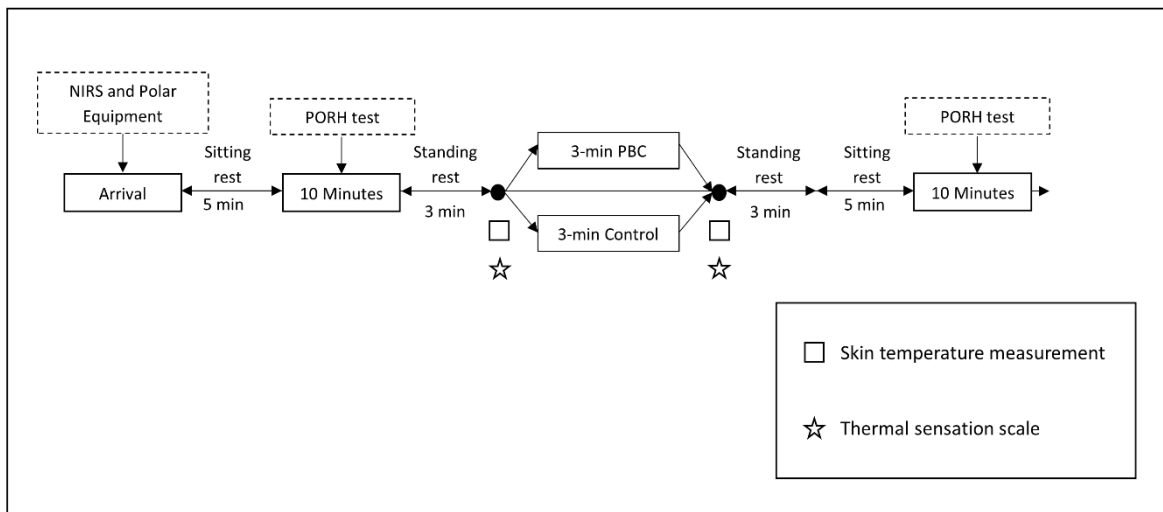 NIRS and Polar
Equipment
Arrival
Sitting
rest
5 min
PORH test
10 Minutes
Standing
rest
3 min
3-min PBC
3-min Control
Standing
rest
3 min
Sitting
rest
5 min
PORH test
10 Minutes
Skin temperature measurement
Thermal sensation scale